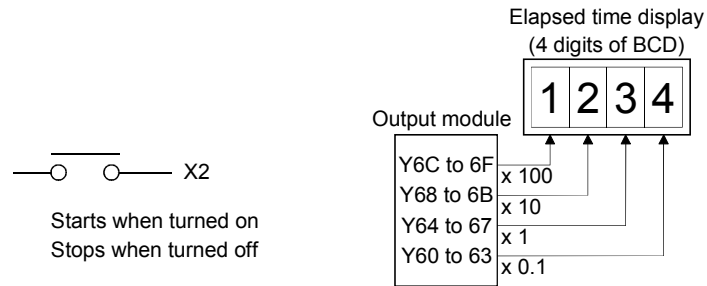 Elapsed time display
(4 digits of BCD)
1 2 3 4
Output module
Y6C to 6F
x 100
Y68 to 6B
x 10
Y64 to 67
x 1
Y60 to 63
x 0.1
X2
Starts when turned on
Stops when turned off